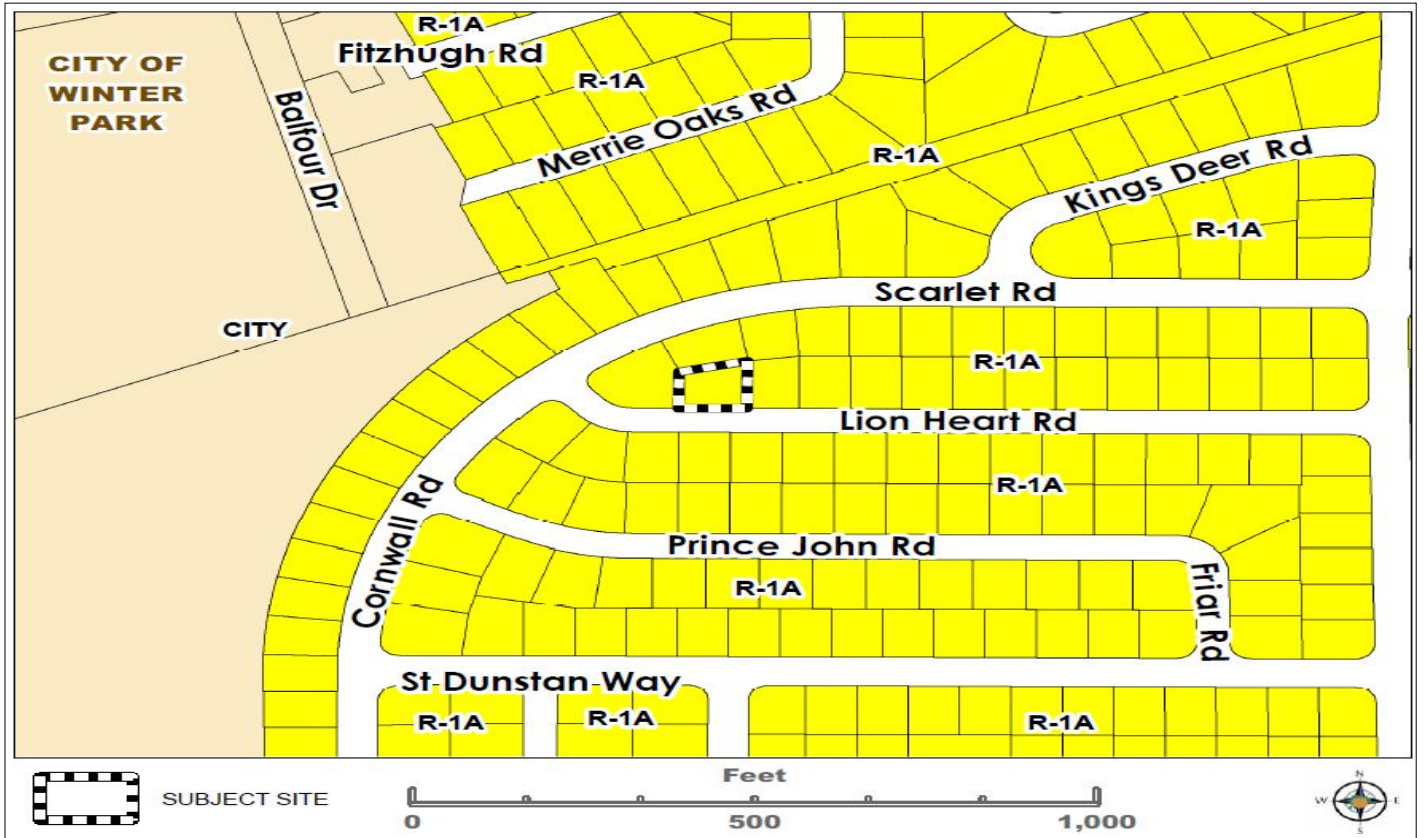 R-1A
Fitzhugh Rd
CITY OF
WINTER
PARK
R-1A
Balfour Dr
Merrie Oaks Rd
R-1A
Kings Deer Rd
R-1A
Scarlet Rd
CITY
R-1A
Lion Heart Rd
R-1A
Cornwall Rd
Prince John Rd
R-1A
Friar Rd
St Dunstan Way
R-1A
R-1A
R-1A
SUBJECT SITE
Feet
0
500
1,000
N
W
E
S